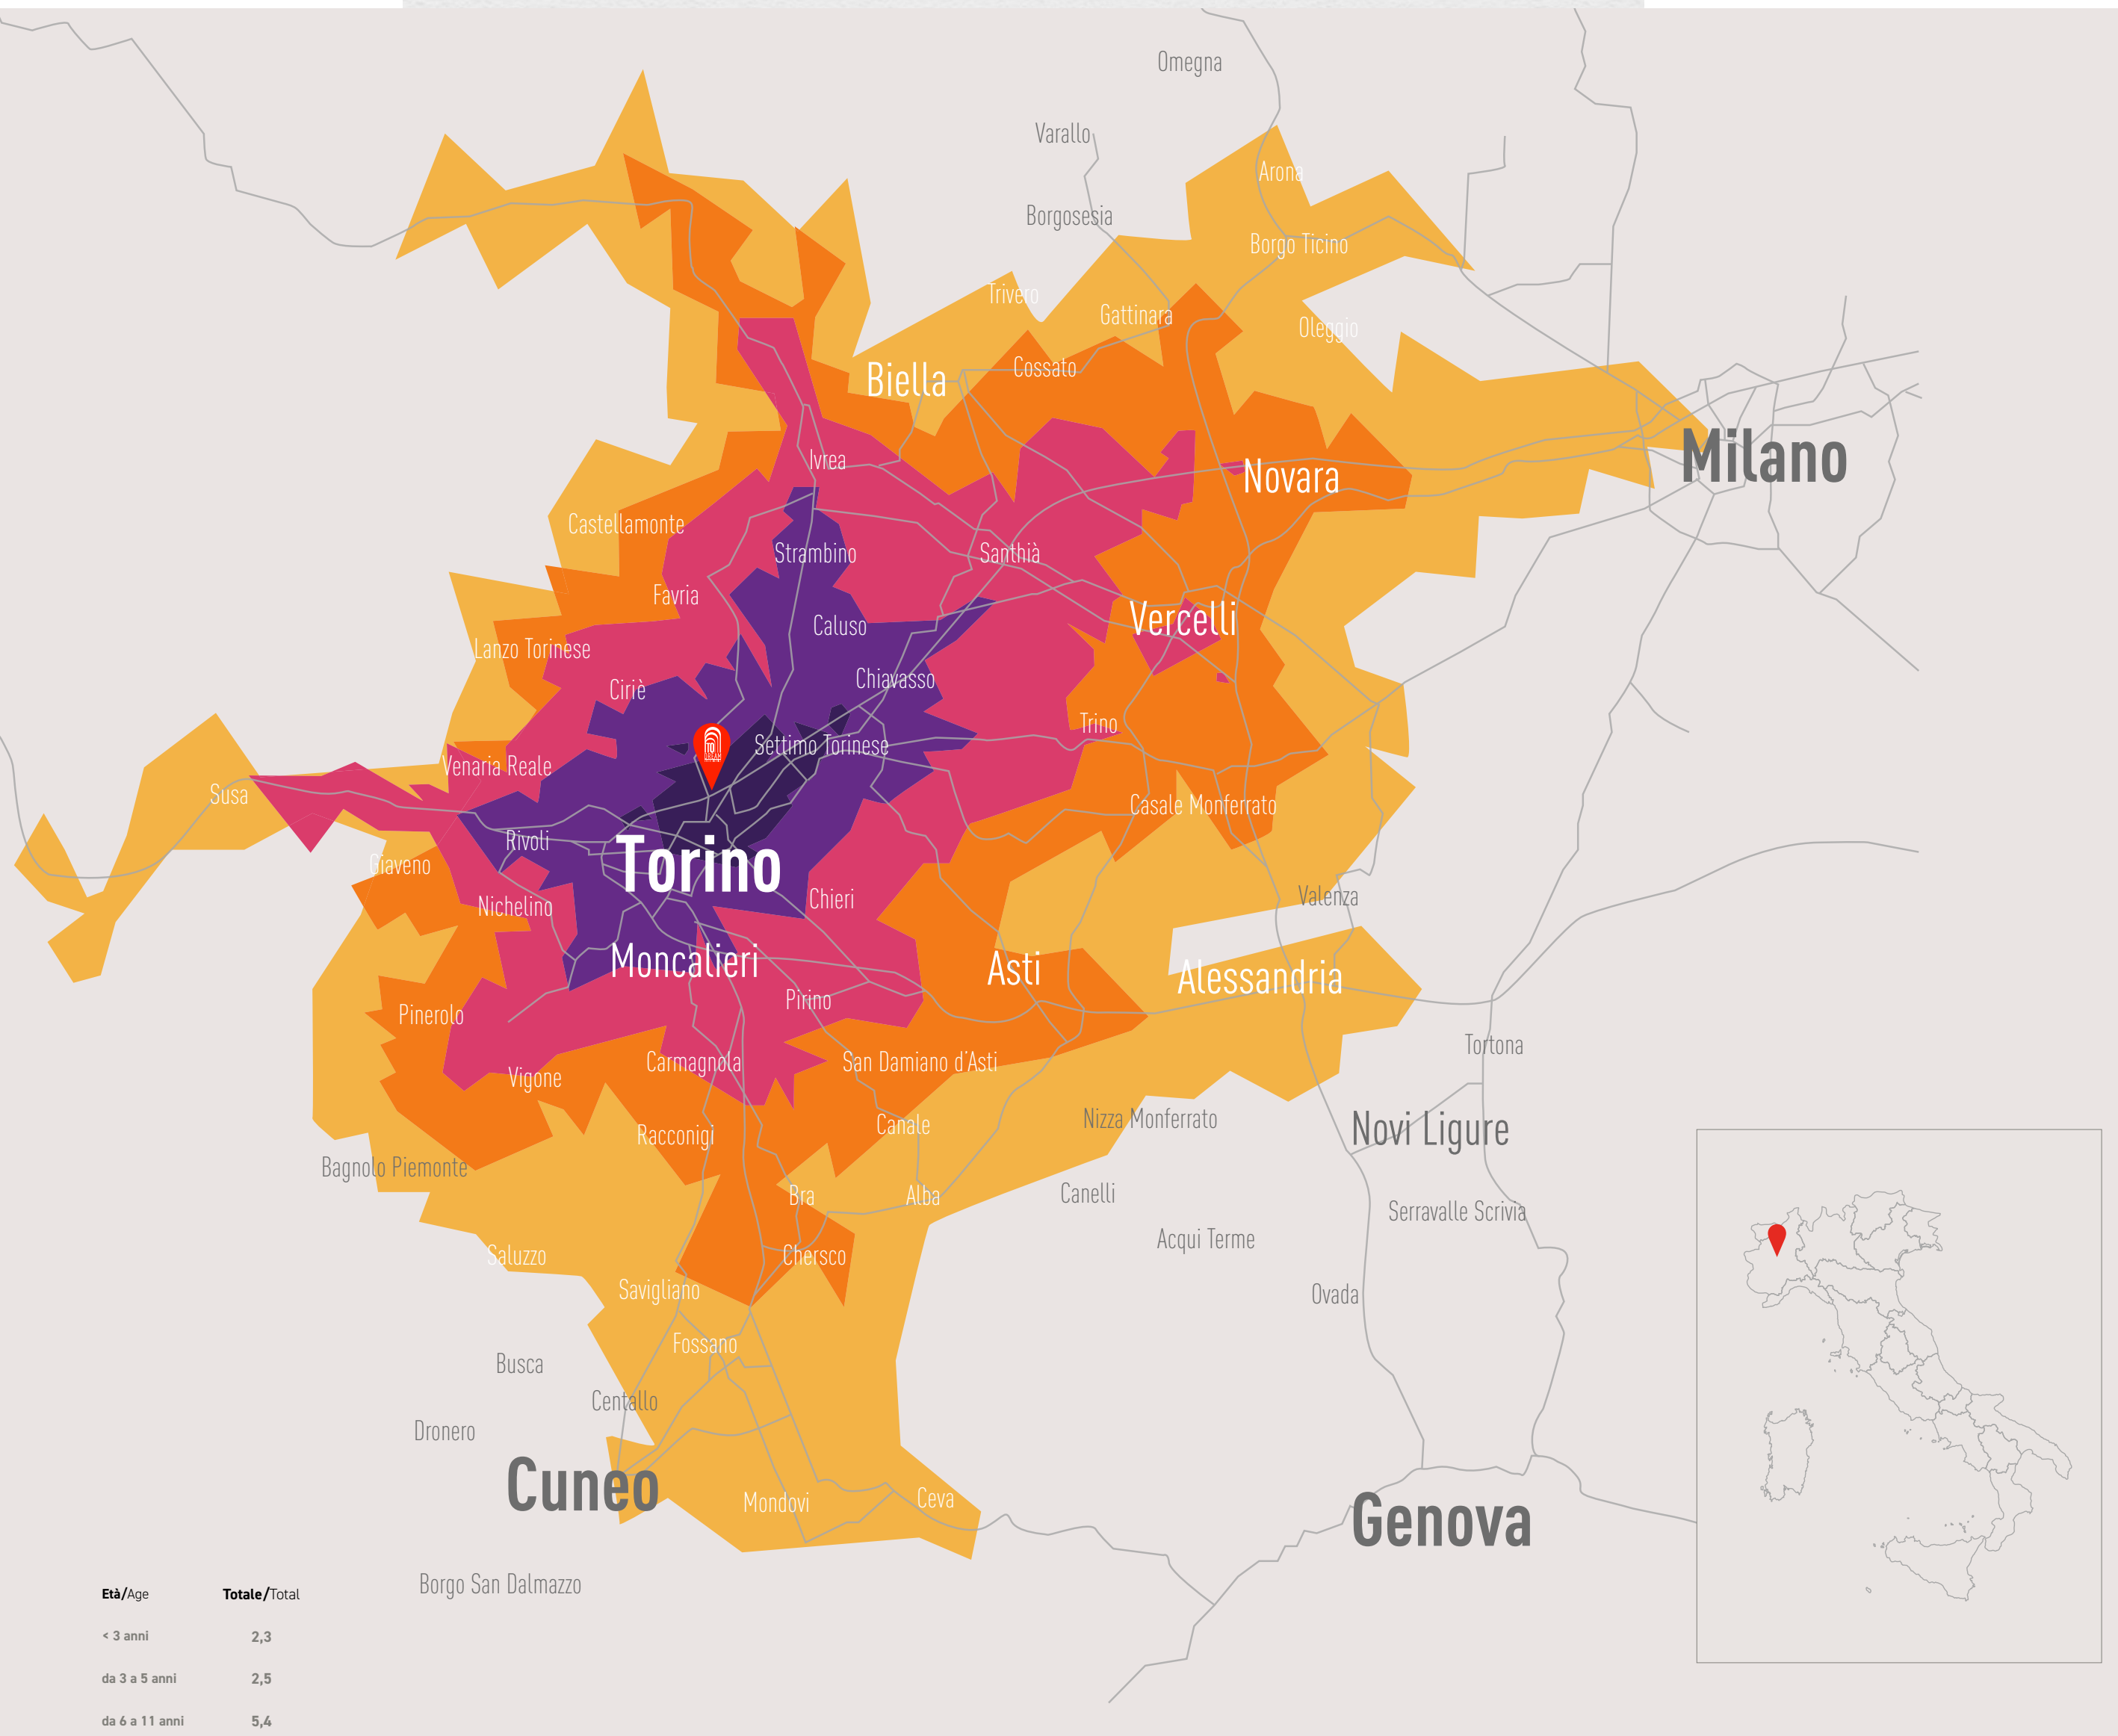 Omegna
Varallo
Arona
Borgosesia
Borgo Ticino
Trivero
Gattinara
Oleggio
Cossato
Biella
Milano
Ivrea
Novara
Castellamonte
Strambino
Santhià
Favria
Vercelli
Caluso
Lanzo Torinese
Chiavasso
Ciriè
Trino
TO
Settimo Torinese
Venaria Reale
Susa
Casale Monferrato
Rivoli
Torino
Giaveno
Valenza
Chieri
Nichelino
Moncalieri
Asti
Alessandria
Pirino
Pinerolo
Tortona
Carmagnola
San Damiano d'Asti
Vigone
Nizza Monferrato
Canale
Novi Ligure
Racconigi
Bagnolo Piemonte
Bra
Alba
Canelli
Serravalle Scrivia
Acqui Terme
Saluzzo
Chersco
Savigliano
Ovada
Fossano
Busca
Centallo
Dronero
Cuneo
Mondovi
Ceva
Genova
Borgo San Dalmazzo
Età/Age Totale/Total
< 3 anni 2,3
da 3 a 5 anni 2,5
da 6 a 11 anni 5,4